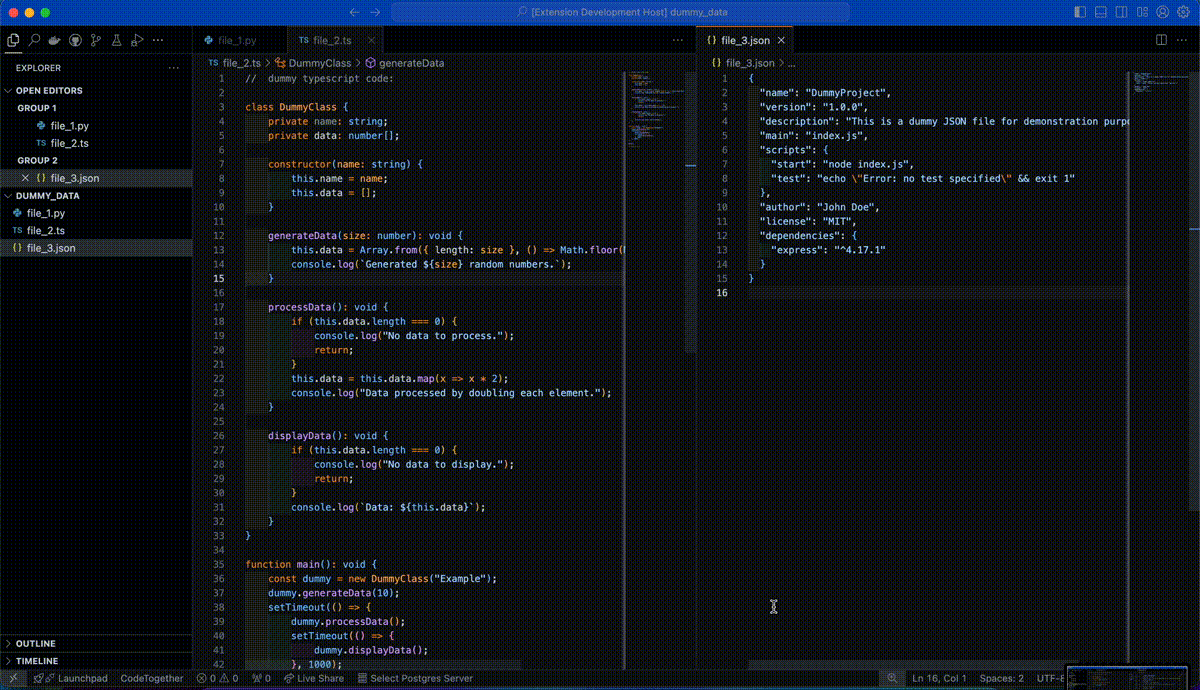 [Extension Development Host] dummy_data
EXPLORER
OPEN EDITORS
GROUP 1
file_1.py
TS file_2.ts
GROUP 2
{} file_3.json
DUMMY_DATA
file_1.py
TS file_2.ts
{} file_3.json
OUTLINE
TIMELINE
file_1.py
TS file_2.ts
TS file_2.ts > DummyClass > generateData
1 // dummy typescript code:
2
3 class DummyClass {
4 private name: string;
5 private data: number[];
6
7 constructor(name: string) {
8 this.name = name;
9 this.data = [];
10 }
11
12 generateData(size: number): void {
13 this.data = Array.from({ length: size }, () => Math.floor(
14 console.log(`Generated ${size} random numbers.`);
15 }
16
17 processData(): void {
18 if (this.data.length === 0) {
19 console.log("No data to process.");
20 return;
21 }
22 this.data = this.data.map(x => x * 2);
23 console.log("Data processed by doubling each element.");
24 }
25
26 displayData(): void {
27 if (this.data.length === 0) {
28 console.log("No data to display.");
29 return;
30 }
31 console.log(`Data: ${this.data}`);
32 }
33 }
34
35 function main(): void {
36 const dummy = new DummyClass("Example");
37 dummy.generateData(10);
38 setTimeout(() => {
39 dummy.processData();
40 setTimeout(() => {
41 dummy.displayData();
42 }, 1000);
{} file_3.json
{} file_3.json > ...
1 {
2 "name": "DummyProject",
3 "version": "1.0.0",
4 "description": "This is a dummy JSON file for demonstration purpo
5 "main": "index.js",
6 "scripts": {
7 "start": "node index.js",
8 "test": "echo \"Error: no test specified\" && exit 1"
9 },
10 "author": "John Doe",
11 "license": "MIT",
12 "dependencies": {
13 "express": "^4.17.1"
14 }
15 }
16
Launchpad CodeTogether 0 0 0 Live Share Select Postgres Server Ln 16, Col 1 Spaces: 2 UTF-8